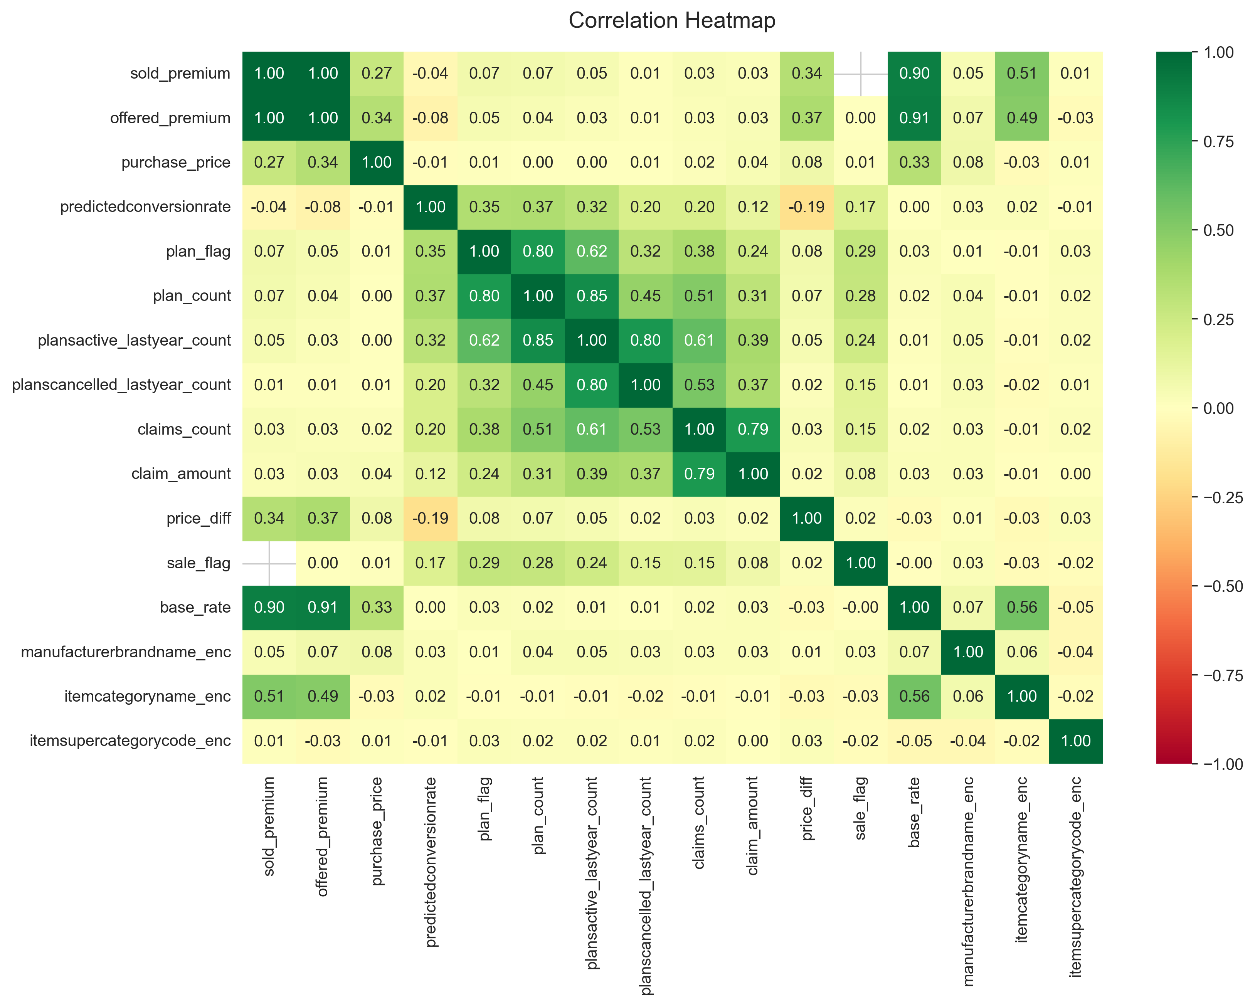 Correlation Heatmap
sold_premium 1.00 1.00 0.27 -0.04 0.07 0.07 0.05 0.01 0.03 0.03 0.34 0.90 0.05 0.51 0.01
offered_premium 1.00 1.00 0.34 -0.08 0.05 0.04 0.03 0.01 0.03 0.03 0.37 0.00 0.91 0.07 0.49 -0.03
purchase_price 0.27 0.34 1.00 -0.01 0.01 0.00 0.00 0.01 0.02 0.04 0.08 0.01 0.33 0.08 -0.03 0.01
predictedconversionrate -0.04 -0.08 -0.01 1.00 0.35 0.37 0.32 0.20 0.20 0.12 -0.19 0.17 0.00 0.03 0.02 -0.01
plan_flag 0.07 0.05 0.01 0.35 1.00 0.80 0.62 0.32 0.38 0.24 0.08 0.29 0.03 0.01 -0.01 0.03
plan_count 0.07 0.04 0.00 0.37 0.80 1.00 0.85 0.45 0.51 0.31 0.07 0.28 0.02 0.04 -0.01 0.02
plansactive_lastyear_count 0.05 0.03 0.00 0.32 0.62 0.85 1.00 0.80 0.61 0.39 0.05 0.24 0.01 0.05 -0.01 0.02
planscancelled_lastyear_count 0.01 0.01 0.01 0.20 0.32 0.45 0.80 1.00 0.53 0.37 0.02 0.15 0.01 0.03 -0.02 0.01
claims_count 0.03 0.03 0.02 0.20 0.38 0.51 0.61 0.53 1.00 0.79 0.03 0.15 0.02 0.03 -0.01 0.02
claim_amount 0.03 0.03 0.04 0.12 0.24 0.31 0.39 0.37 0.79 1.00 0.02 0.08 0.03 0.03 -0.01 0.00
price_diff 0.34 0.37 0.08 -0.19 0.08 0.07 0.05 0.02 0.03 0.02 1.00 0.02 -0.03 0.01 -0.03 0.03
sale_flag 0.00 0.01 0.17 0.29 0.28 0.24 0.15 0.15 0.08 0.02 1.00 -0.00 0.03 -0.03 -0.02
base_rate 0.90 0.91 0.33 0.00 0.03 0.02 0.01 0.01 0.02 0.03 -0.03 -0.00 1.00 0.07 0.56 -0.05
manufacturerbrandname_enc 0.05 0.07 0.08 0.03 0.01 0.04 0.05 0.03 0.03 0.03 0.01 0.03 0.07 1.00 0.06 -0.04
itemcategoryname_enc 0.51 0.49 -0.03 0.02 -0.01 -0.01 -0.01 -0.02 -0.01 -0.01 -0.03 -0.03 0.56 0.06 1.00 -0.02
itemsupercategorycode_enc 0.01 -0.03 0.01 -0.01 0.03 0.02 0.02 0.01 0.02 0.00 0.03 -0.02 -0.05 -0.04 -0.02 1.00
sold_premium
offered_premium
purchase_price
predictedconversionrate
plan_flag
plan_count
plansactive_lastyear_count
planscancelled_lastyear_count
claims_count
claim_amount
price_diff
sale_flag
base_rate
manufacturerbrandname_enc
itemcategoryname_enc
itemsupercategorycode_enc
1.00
0.75
0.50
0.25
0.00
−0.25
−0.50
−0.75
−1.00